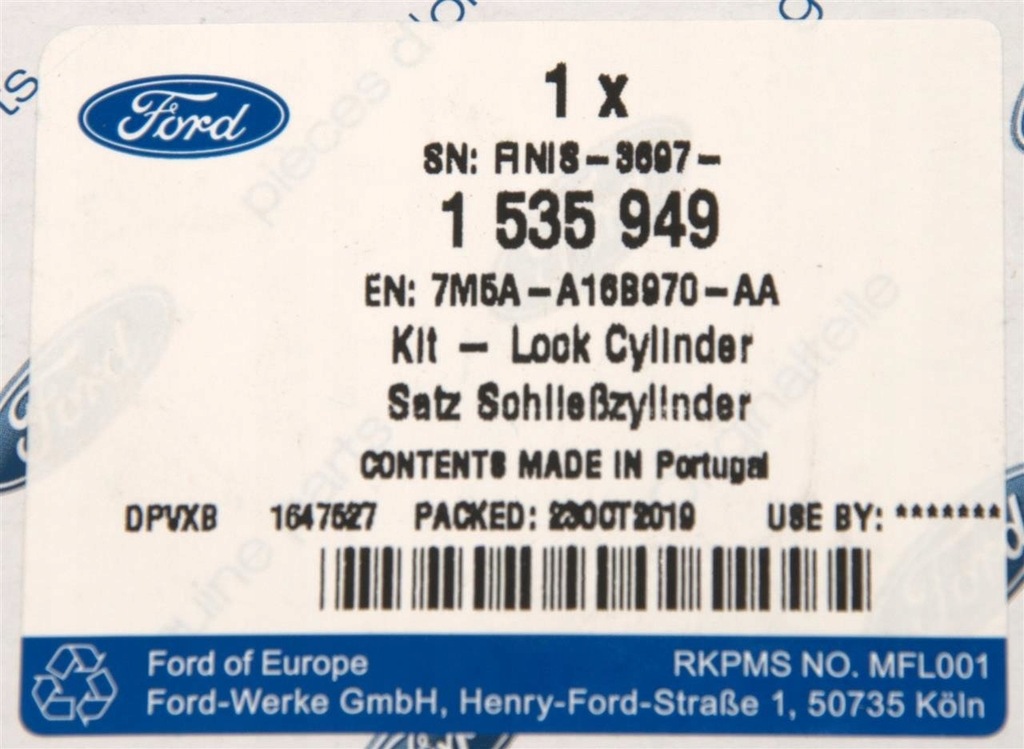 Ford
1 x
SN: FINIS-3697-
1 535 949
EN: 7M5A-A16B970-AA
Kit - Lock Cylinder
Satz Schließzylinder
CONTENTS MADE IN Portugal
DPVXB 1647527 PACKED: 23OCT2019 USE BY: *******
Ford of Europe RKPMS NO. MFL001
Ford-Werke GmbH, Henry-Ford-Straße 1, 50735 Köln